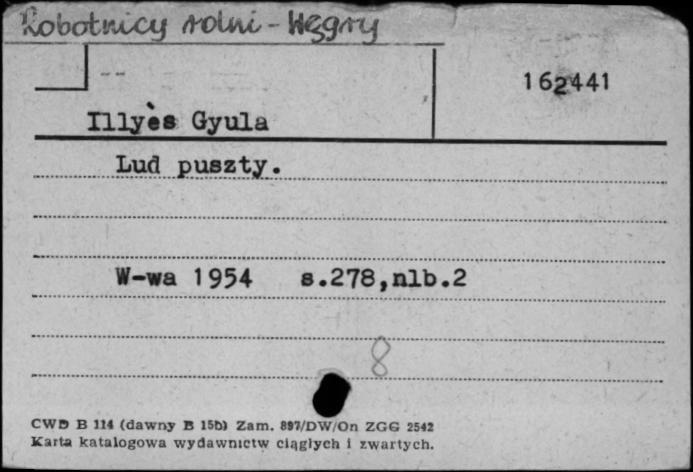 Robotnicy rolni - Węgry
--
162441
Illyès Gyula
Lud puszty.
W-wa 1954 s.278,nlb.2
8
CWD B 114 (dawny B 15b) Zam. 897/DW/On ZGG 2542
Karta katalogowa wydawnictw ciągłych i zwartych.